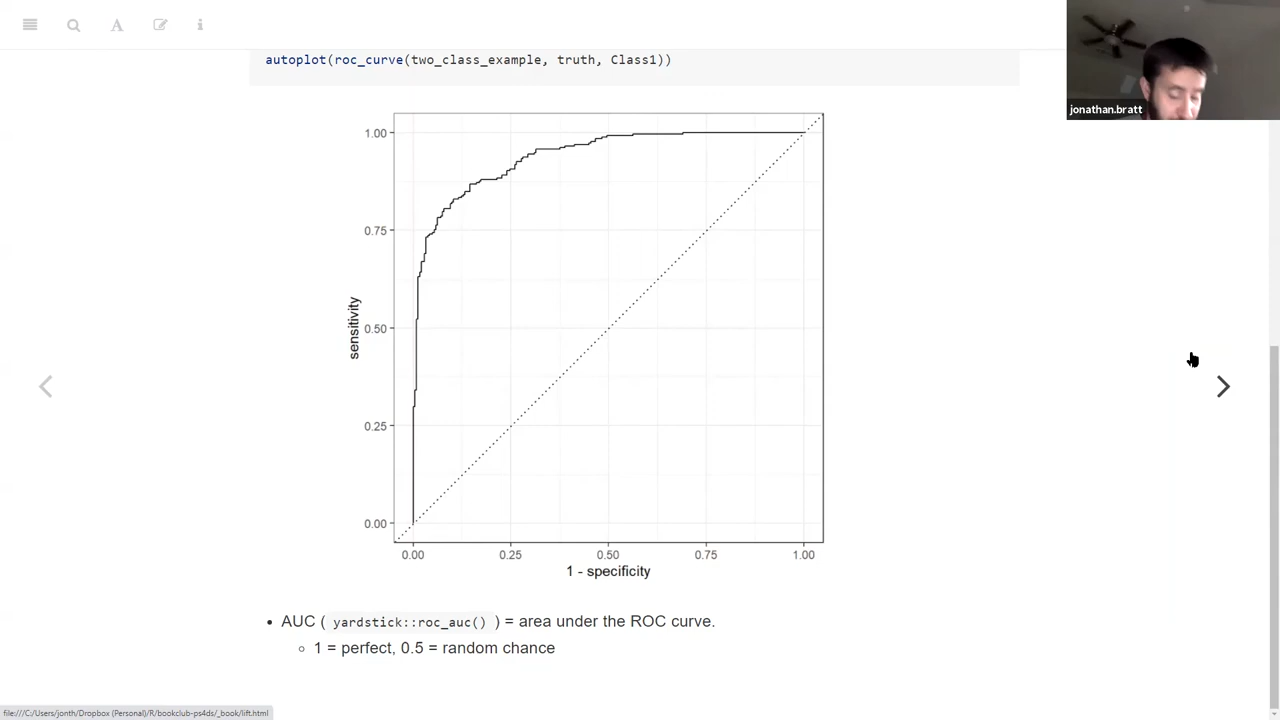 autoplot(roc_curve(two_class_example, truth, Class1))
jonathan.bratt
1.00
0.75
0.50
0.25
0.00
sensitivity
0.00 0.25 0.50 0.75 1.00
1 - specificity
• AUC ( yardstick::roc_auc() ) = area under the ROC curve.
○ 1 = perfect, 0.5 = random chance
file:///C:/Users/jonth/Dropbox (Personal)/R/bookclub-ps4ds/_book/lift.html